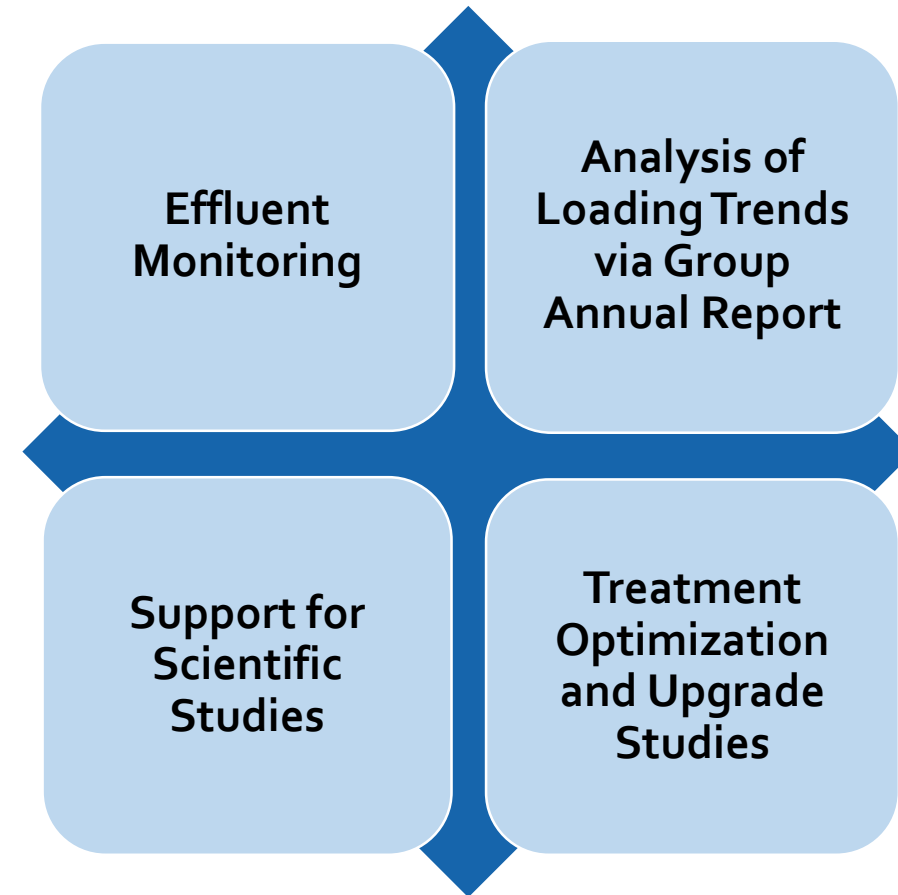 Effluent
Monitoring
Analysis of
Loading Trends
via Group
Annual Report
Support for
Scientific
Studies
Treatment
Optimization
and Upgrade
Studies